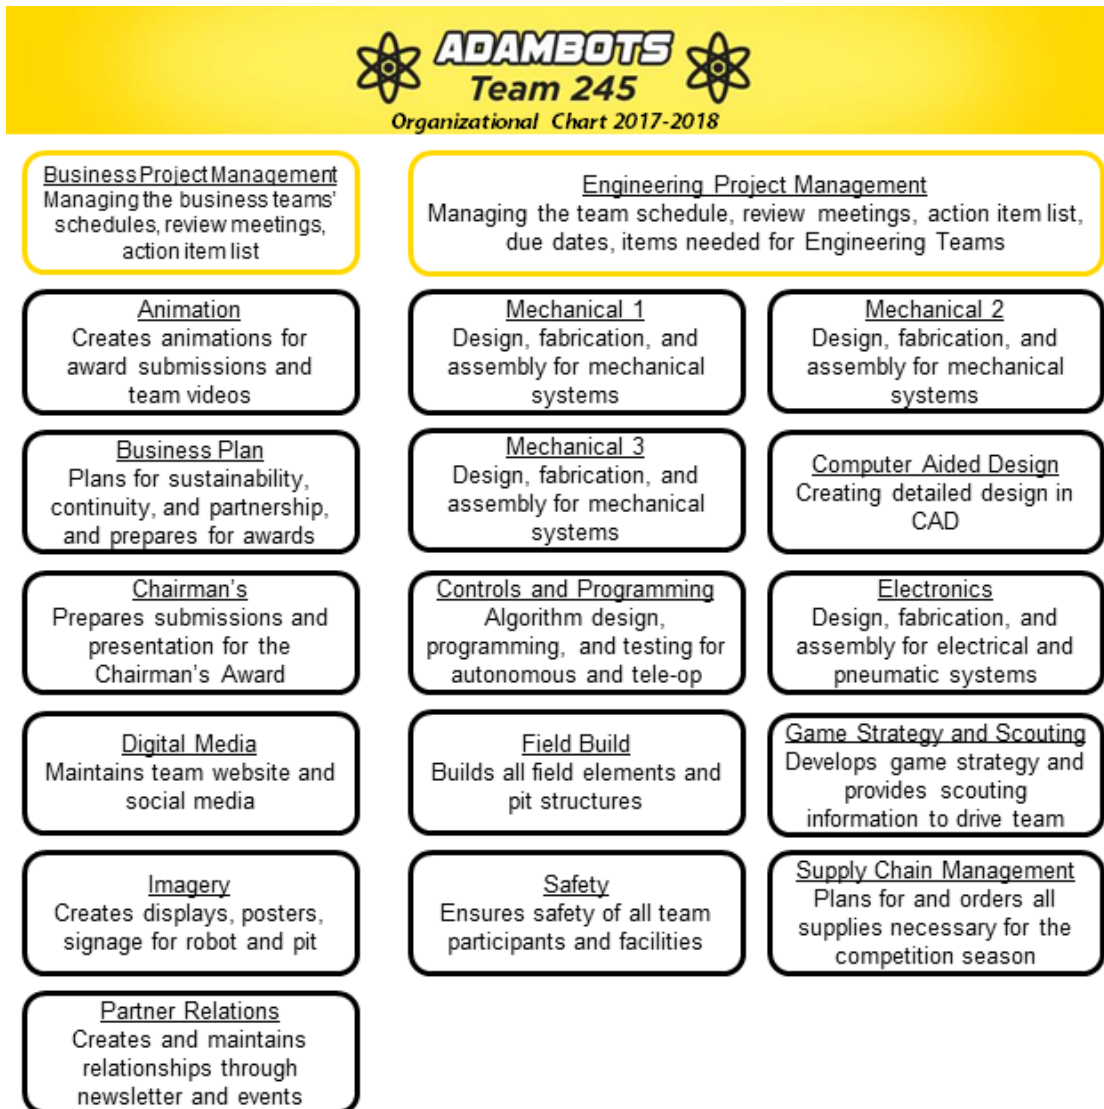 ADAMBOTS
Team 245
Organizational Chart 2017-2018
Business Project Management
Managing the business teams'
schedules, review meetings,
action item list
Engineering Project Management
Managing the team schedule, review meetings, action item list,
due dates, items needed for Engineering Teams
Animation
Creates animations for
award submissions and
team videos
Mechanical 1
Design, fabrication, and
assembly for mechanical
systems
Mechanical 2
Design, fabrication, and
assembly for mechanical
systems
Business Plan
Plans for sustainability,
continuity, and partnership,
and prepares for awards
Mechanical 3
Design, fabrication, and
assembly for mechanical
systems
Computer Aided Design
Creating detailed design in
CAD
Chairman's
Prepares submissions and
presentation for the
Chairman's Award
Controls and Programming
Algorithm design,
programming, and testing for
autonomous and tele-op
Electronics
Design, fabrication, and
assembly for electrical and
pneumatic systems
Digital Media
Maintains team website and
social media
Field Build
Builds all field elements and
pit structures
Game Strategy and Scouting
Develops game strategy and
provides scouting
information to drive team
Imagery
Creates displays, posters,
signage for robot and pit
Safety
Ensures safety of all team
participants and facilities
Supply Chain Management
Plans for and orders all
supplies necessary for the
competition season
Partner Relations
Creates and maintains
relationships through
newsletter and events